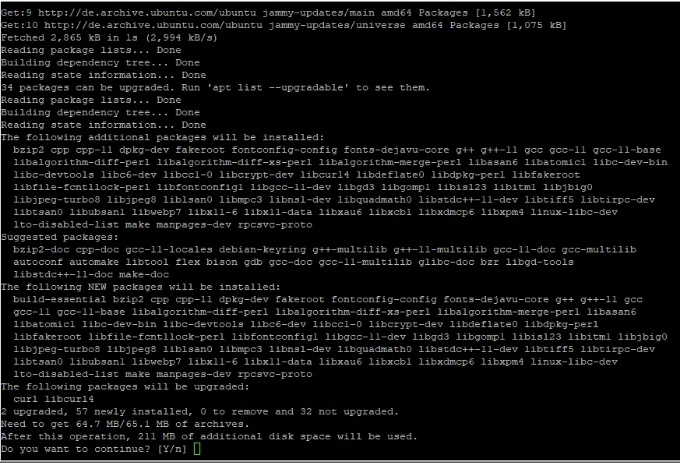 Get:9 http://de.archive.ubuntu.com/ubuntu jammy-updates/main amd64 Packages [1,562 kB]
Get:10 http://de.archive.ubuntu.com/ubuntu jammy-updates/universe amd64 Packages [1,075 kB]
Fetched 2,865 kB in 1s (2,994 kB/s)
Reading package lists... Done
Building dependency tree... Done
Reading state information... Done
34 packages can be upgraded. Run 'apt list --upgradable' to see them.
Reading package lists... Done
Building dependency tree... Done
Reading state information... Done
The following additional packages will be installed:
bzip2 cpp cpp-11 dpkg-dev fakeroot fontconfig-config fonts-dejavu-core g++ g++-11 gcc gcc-11 gcc-11-base
libalgorithm-diff-perl libalgorithm-diff-xs-perl libalgorithm-merge-perl libasan6 libatomic1 libc-dev-bin
libc-devtools libc6-dev libcc1-0 libcrypt-dev libcurl4 libdeflate0 libdpkg-perl libfakeroot
libfile-fcntllock-perl libfontconfig1 libgcc-11-dev libgd3 libgomp1 libisl23 libitm1 libjbig0
libjpeg-turbo8 libjpeg8 liblsan0 libmpc3 libnsl-dev libquadmath0 libstdc++-11-dev libtiff5 libtirpc-dev
libtsan0 libubsan1 libwebp7 libx11-6 libx11-data libxau6 libxcb1 libxdmcp6 libxpm4 linux-libc-dev
lto-disabled-list make manpages-dev rpcsvc-proto
Suggested packages:
bzip2-doc cpp-doc gcc-11-locales debian-keyring g++-multilib g++-11-multilib gcc-11-doc gcc-multilib
autoconf automake libtool flex bison gdb gcc-doc gcc-11-multilib glibc-doc bzr libgd-tools
libstdc++-11-doc make-doc
The following NEW packages will be installed:
build-essential bzip2 cpp cpp-11 dpkg-dev fakeroot fontconfig-config fonts-dejavu-core g++ g++-11 gcc
gcc-11 gcc-11-base libalgorithm-diff-perl libalgorithm-diff-xs-perl libalgorithm-merge-perl libasan6
libatomic1 libc-dev-bin libc-devtools libc6-dev libcc1-0 libcrypt-dev libdeflate0 libdpkg-perl
libfakeroot libfile-fcntllock-perl libfontconfig1 libgcc-11-dev libgd3 libgomp1 libisl23 libitm1 libjbig0
libjpeg-turbo8 libjpeg8 liblsan0 libmpc3 libnsl-dev libquadmath0 libstdc++-11-dev libtiff5 libtirpc-dev
libtsan0 libubsan1 libwebp7 libx11-6 libx11-data libxau6 libxcb1 libxdmcp6 libxpm4 linux-libc-dev
lto-disabled-list make manpages-dev rpcsvc-proto
The following packages will be upgraded:
curl libcurl4
2 upgraded, 57 newly installed, 0 to remove and 32 not upgraded.
Need to get 64.7 MB/65.1 MB of archives.
After this operation, 211 MB of additional disk space will be used.
Do you want to continue? [Y/n]